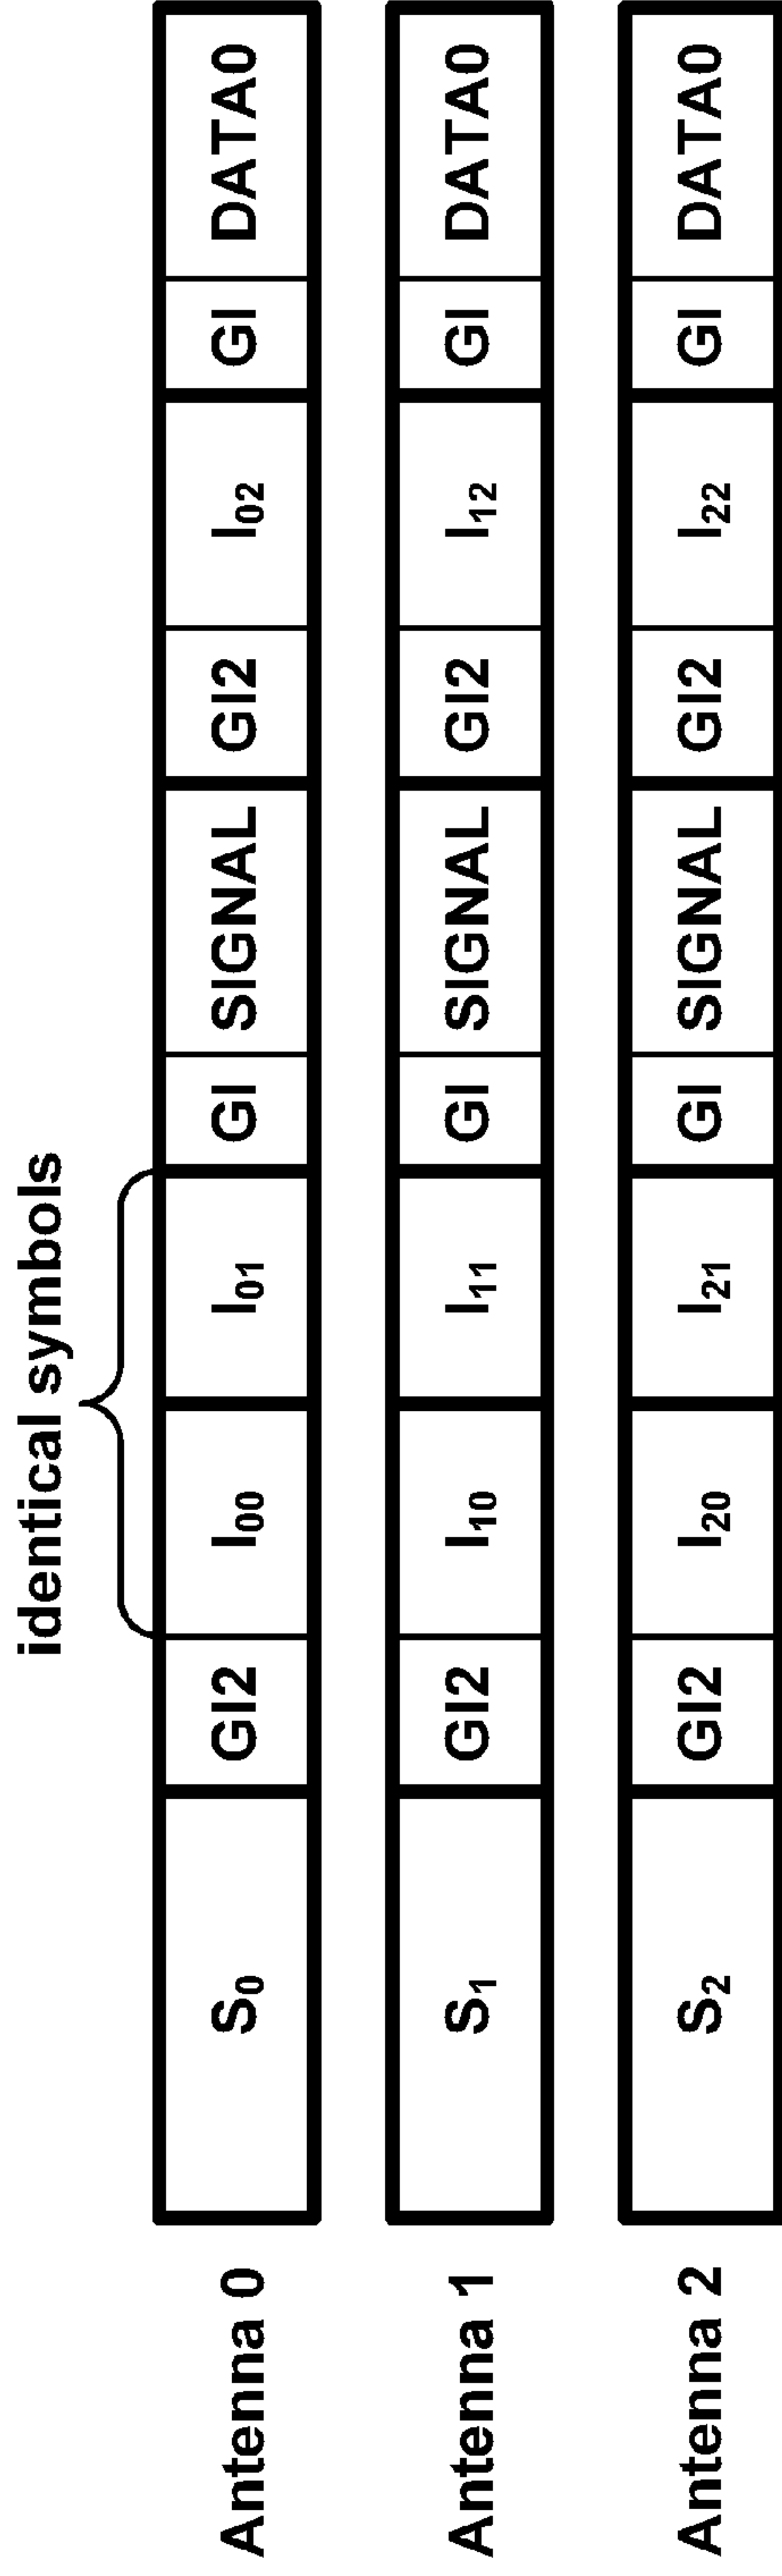 identical symbols
Antenna 0 S₀ GI2 I₀₀ I₀₁ GI SIGNAL GI2 I₀₂ GI DATA0
Antenna 1 S₁ GI2 I₁₀ I₁₁ GI SIGNAL GI2 I₁₂ GI DATA0
Antenna 2 S₂ GI2 I₂₀ I₂₁ GI SIGNAL GI2 I₂₂ GI DATA0